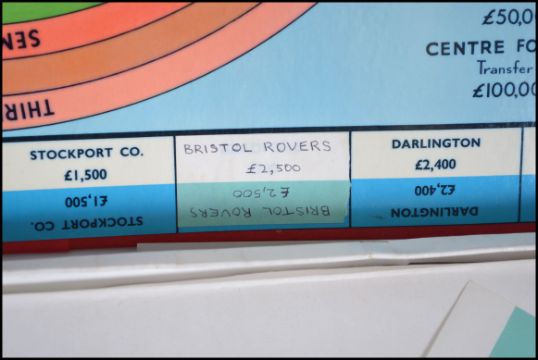 SEM
THIR
£50,0
CENTRE FO
Transfer
£100,00
STOCKPORT CO.
£1,500
£1,500
STOCKPORT CO.
BRISTOL ROVERS
£2,500
£2,500
BRISTOL ROVERS
DARLINGTON
£2,400
£2,400
DARLINGTON